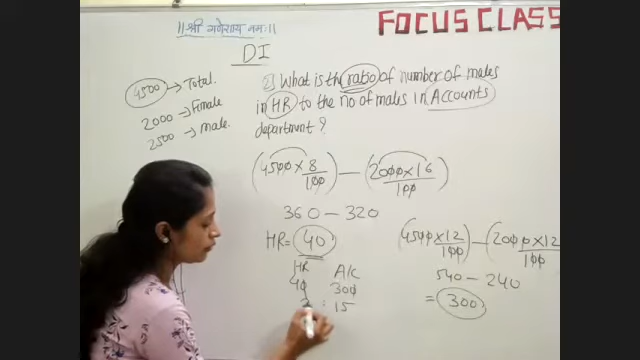 FOCUS CLASS
||श्री गणेशाय नमः||
DI
4500 → Total.
2000 → Female
2500 → male.
2) What is the ratio of number of males
in HR to the no of males in Accounts
department?
(4500 × 8/100) — (2000 × 16/100)
360 — 320
HR = 40
(4500 × 12/100) — (2000 × 12/100)
540 — 240
= 300
HR A/C
40 300
2 : 15